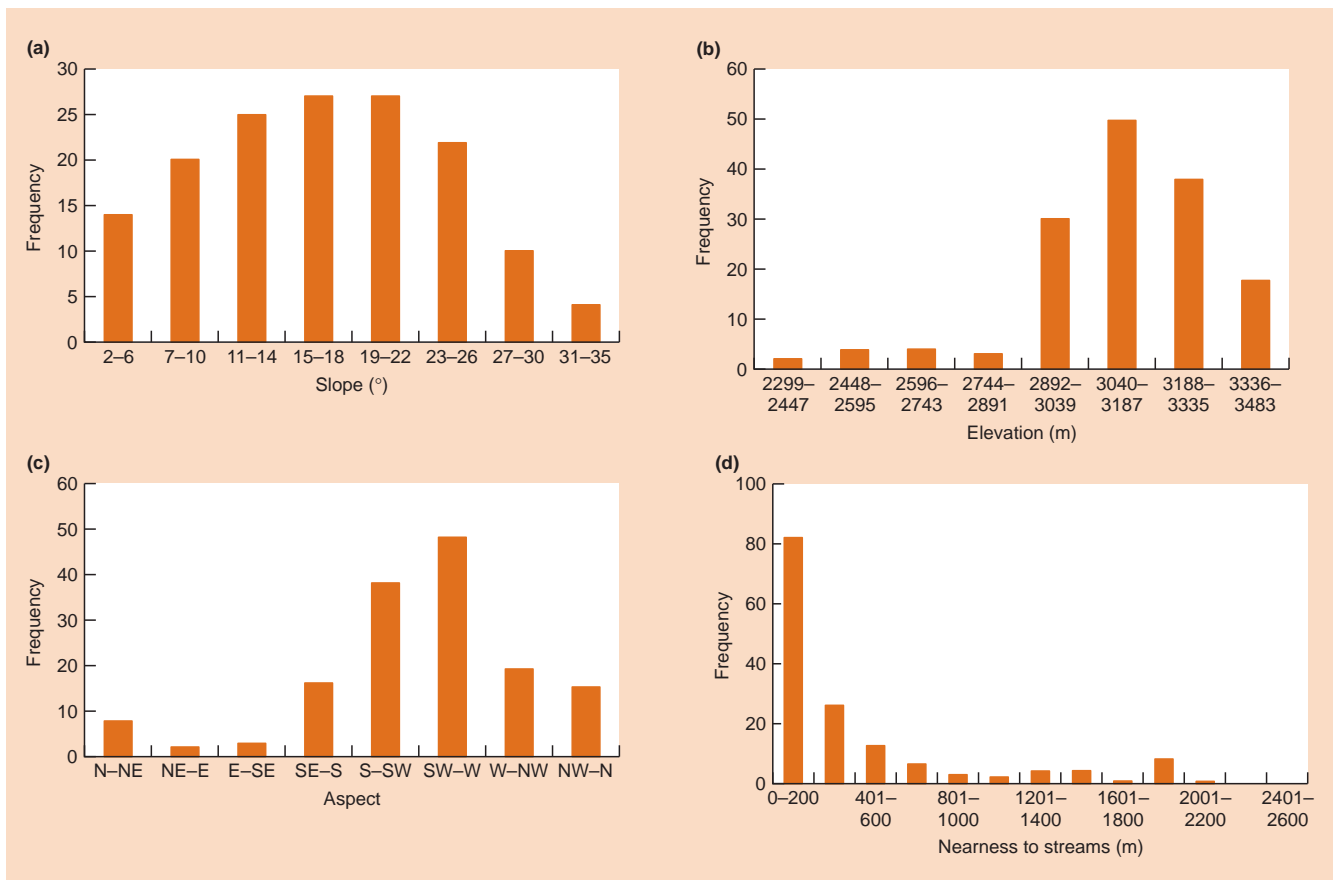 (a)
30
25
20
15
10
5
0
Frequency
2–6 7–10 11–14 15–18 19–22 23–26 27–30 31–35
Slope (°)
(b)
60
50
40
30
20
10
0
Frequency
2299– 2448– 2596– 2744– 2892– 3040– 3188– 3336–
2447 2595 2743 2891 3039 3187 3335 3483
Elevation (m)
(c)
60
50
40
30
20
10
0
Frequency
N–NE NE–E E–SE SE–S S–SW SW–W W–NW NW–N
Aspect
(d)
100
80
60
40
20
0
Frequency
0–200 401– 801– 1201– 1601– 2001– 2401–
600 1000 1400 1800 2200 2600
Nearness to streams (m)